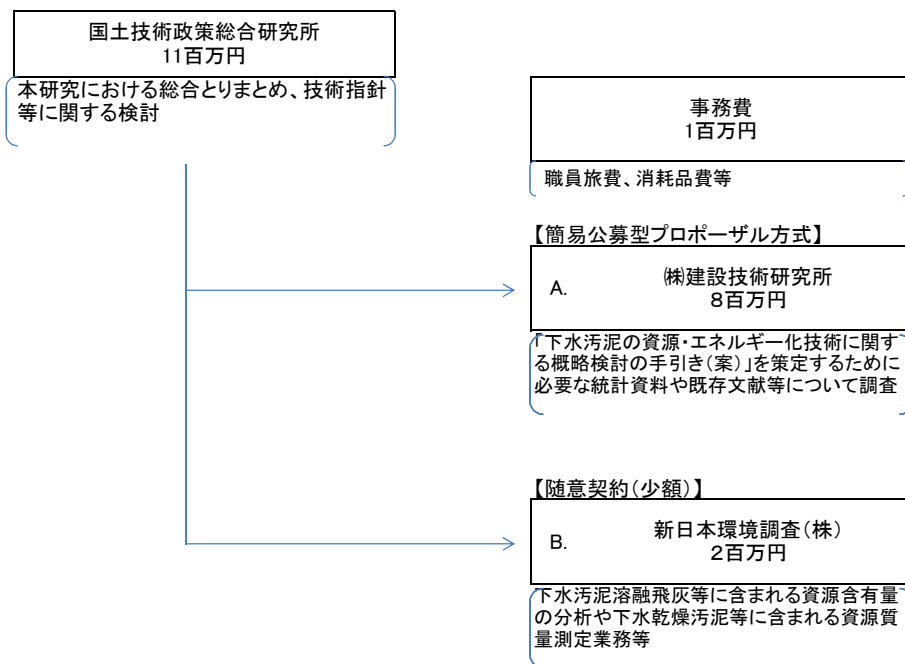 国土技術政策総合研究所
11百万円
本研究における総合とりまとめ、技術指針
等に関する検討
事務費
1百万円
職員旅費、消耗品費等
【簡易公募型プロポーザル方式】
A. ㈱建設技術研究所
8百万円
「下水汚泥の資源・エネルギー化技術に関す
る概略検討の手引き(案)」を策定するために
必要な統計資料や既存文献等について調査
【随意契約(少額)】
B. 新日本環境調査(株)
2百万円
下水汚泥溶融飛灰等に含まれる資源含有量
の分析や下水乾燥汚泥等に含まれる資源質
量測定業務等